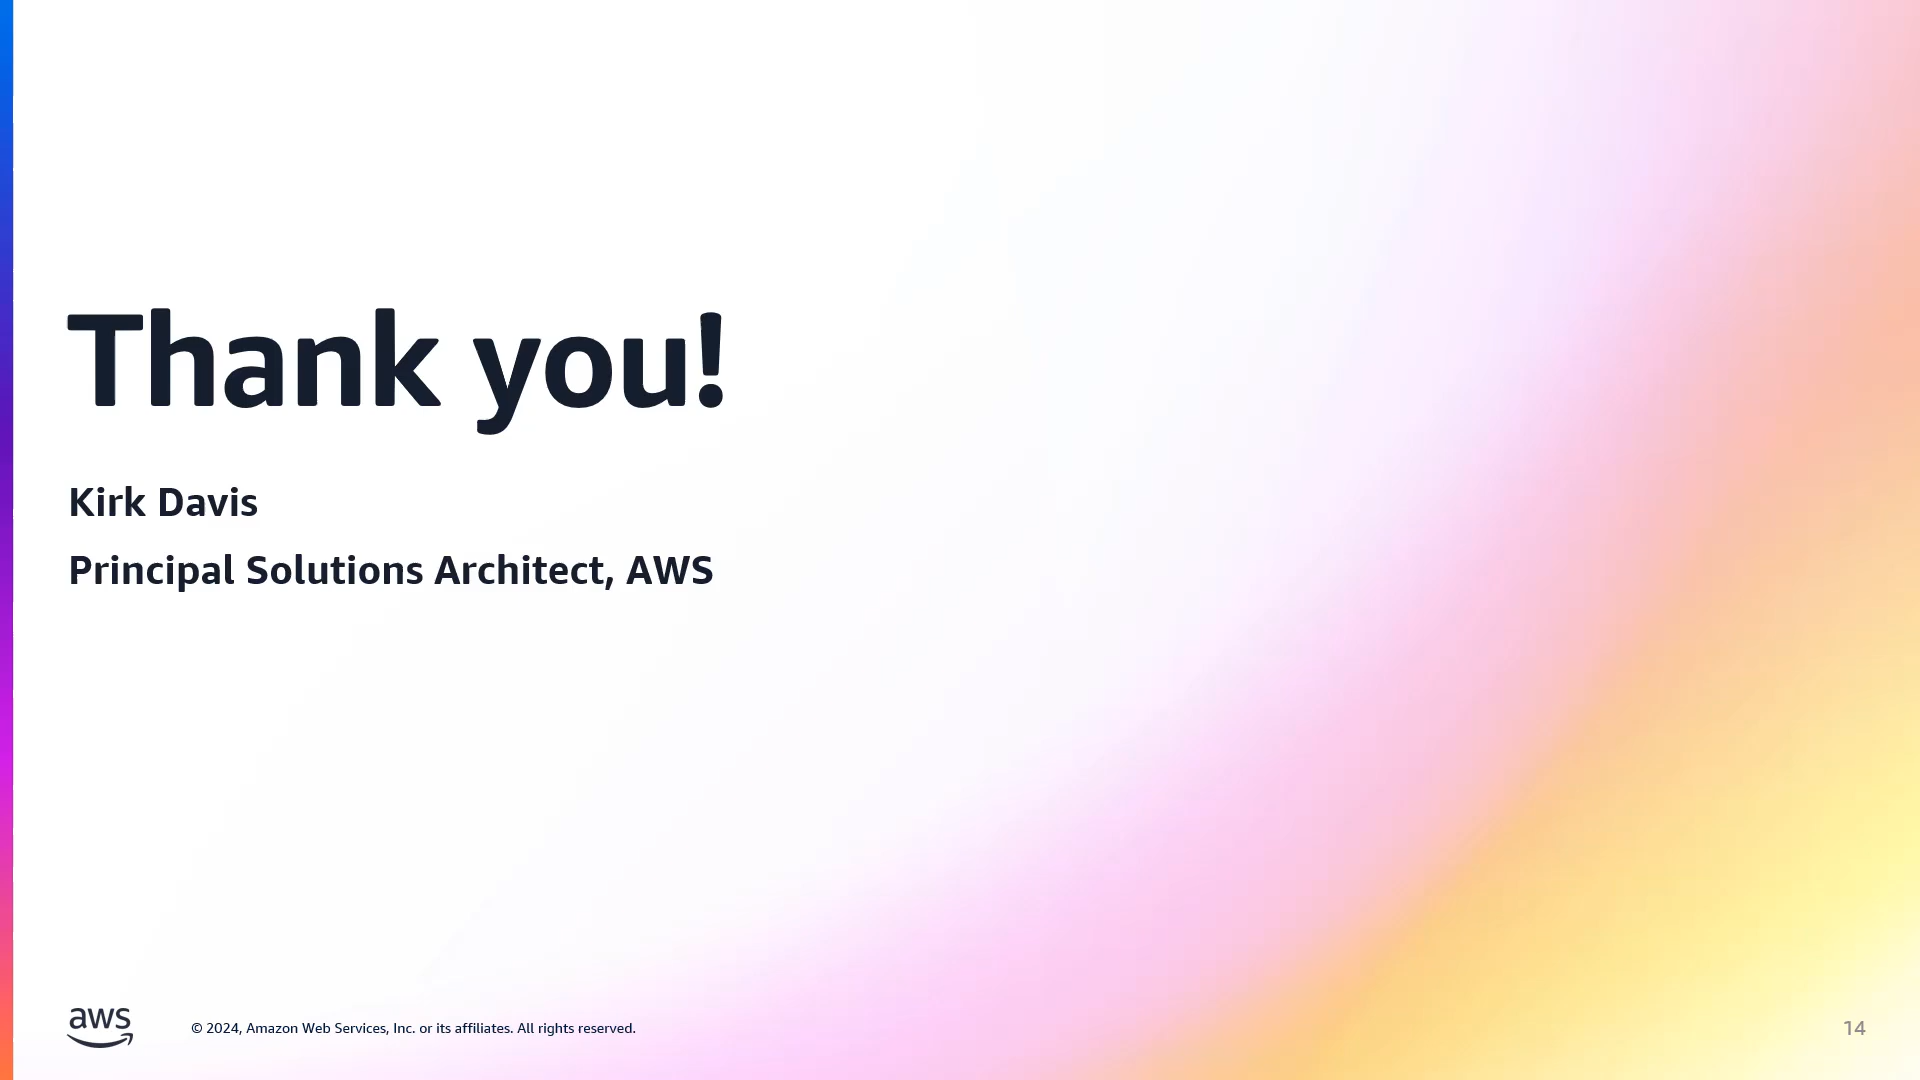 Thank you!
Kirk Davis
Principal Solutions Architect, AWS
aws
© 2024, Amazon Web Services, Inc. or its affiliates. All rights reserved.
14